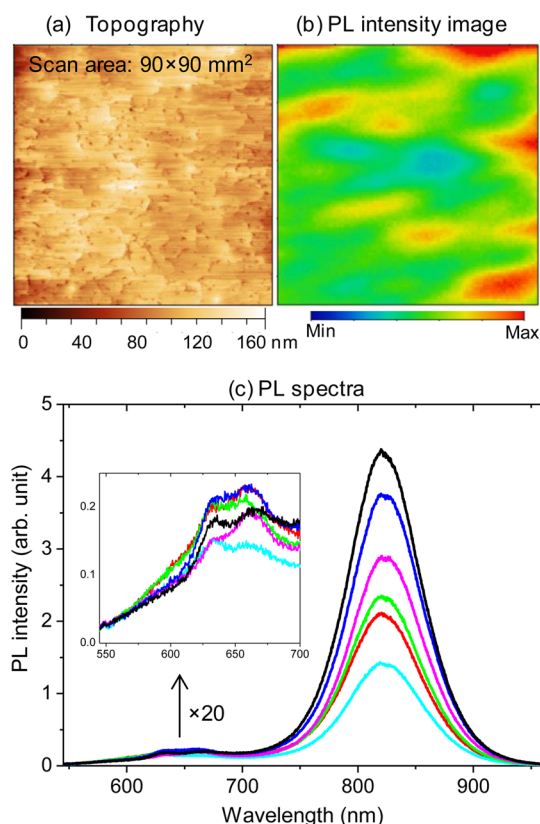 (a) Topography
(b) PL intensity image
Scan area: 90×90 mm²
0 40 80 120 160 nm
Min Max
(c) PL spectra
PL intensity (arb. unit)
5
4
3
2
1
0
0.2
0.1
0.0
550 600 650 700
×20
600 700 800 900
Wavelength (nm)